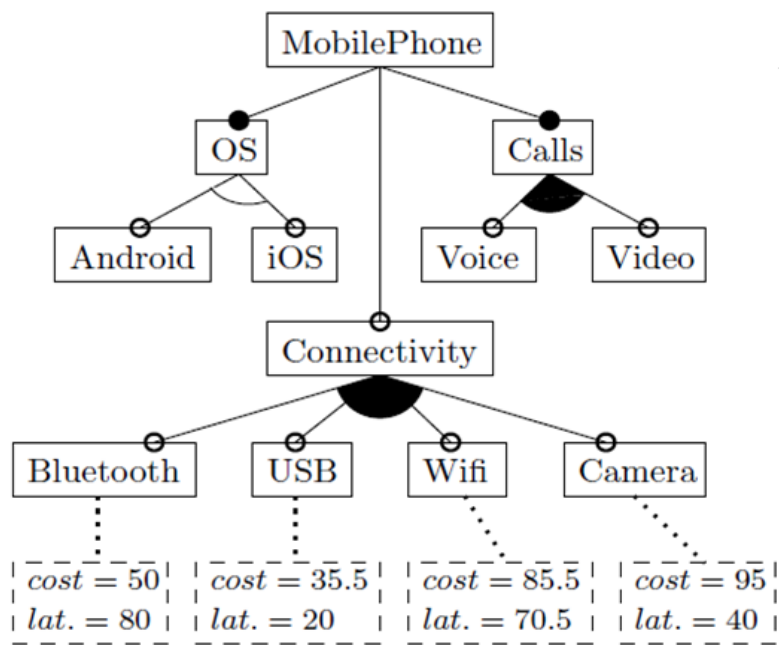 MobilePhone
OS
Calls
Android
iOS
Voice
Video
Connectivity
Bluetooth
USB
Wifi
Camera
cost = 50
lat. = 80
cost = 35.5
lat. = 20
cost = 85.5
lat. = 70.5
cost = 95
lat. = 40